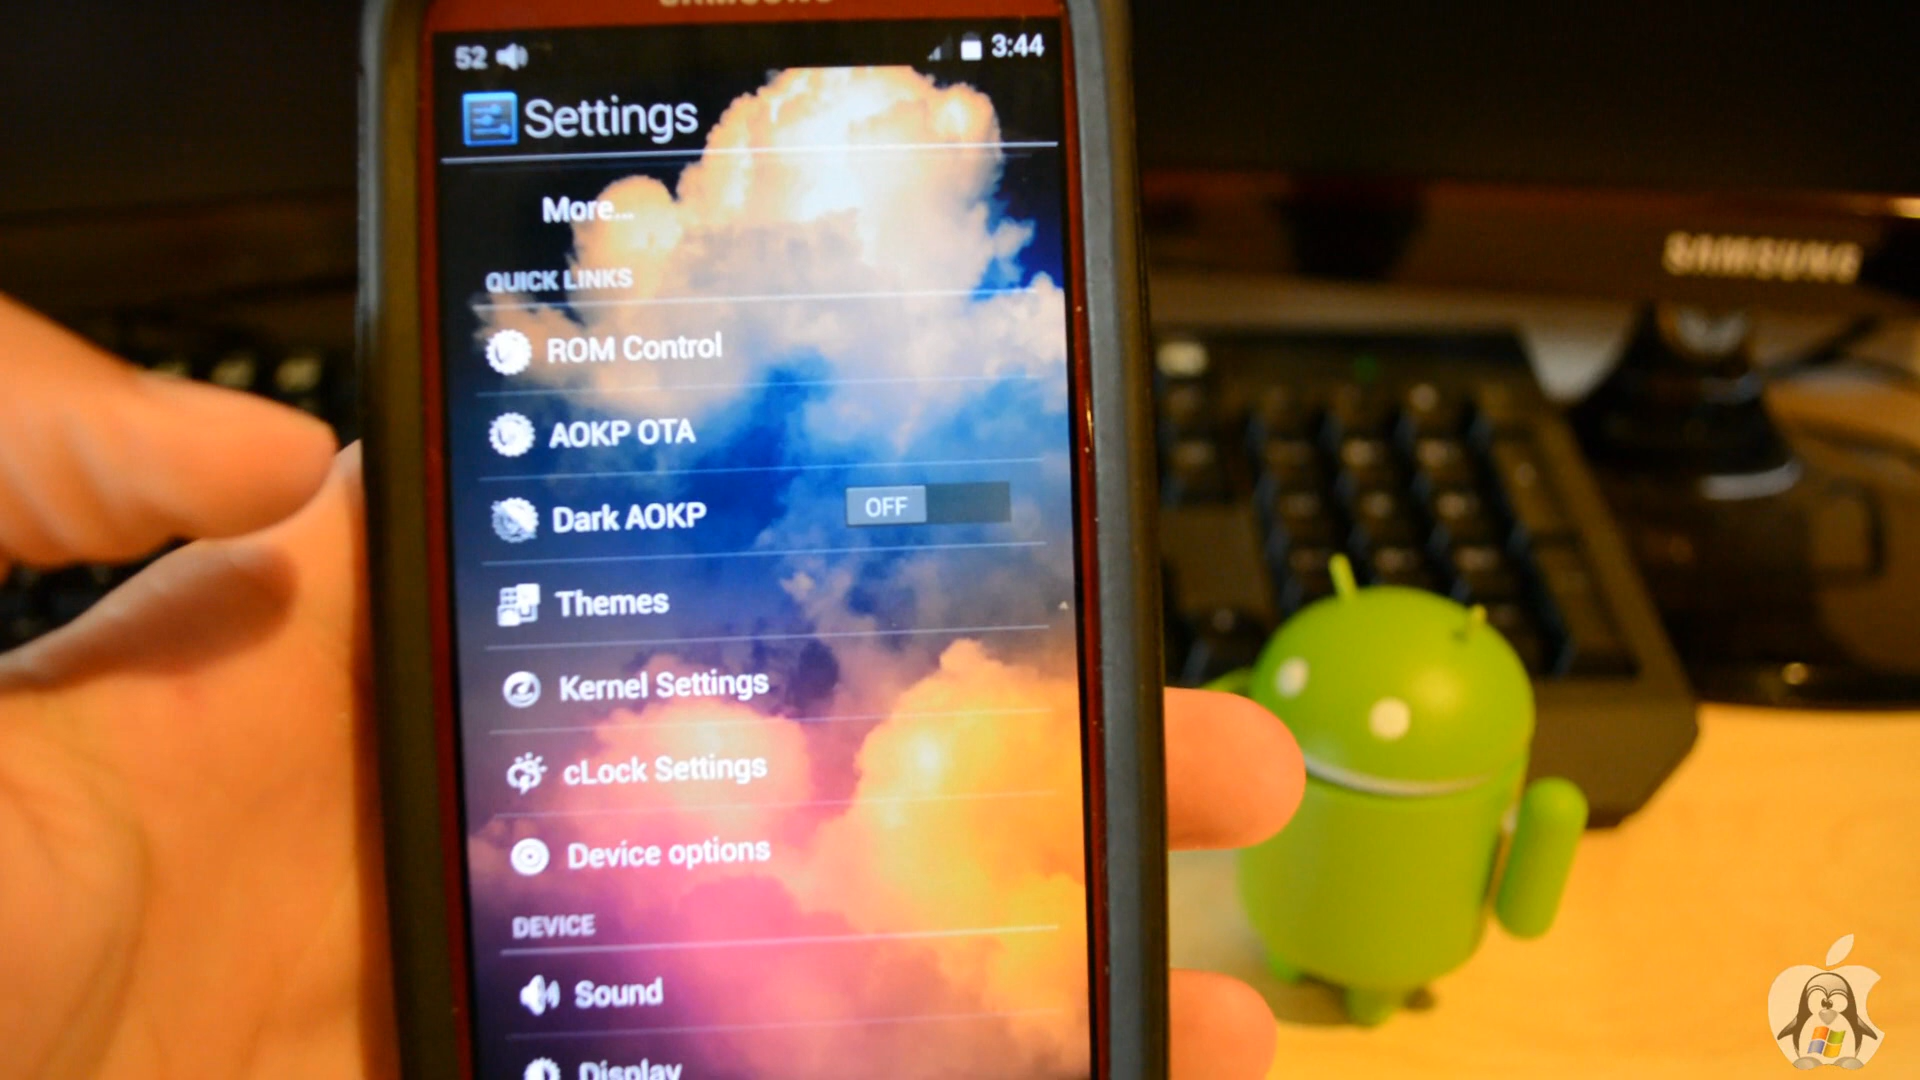 SAMSUNG
52 3:44
Settings
More...
QUICK LINKS
ROM Control
AOKP OTA
Dark AOKP OFF
Themes
Kernel Settings
cLock Settings
Device options
DEVICE
Sound
Display
SAMSUNG